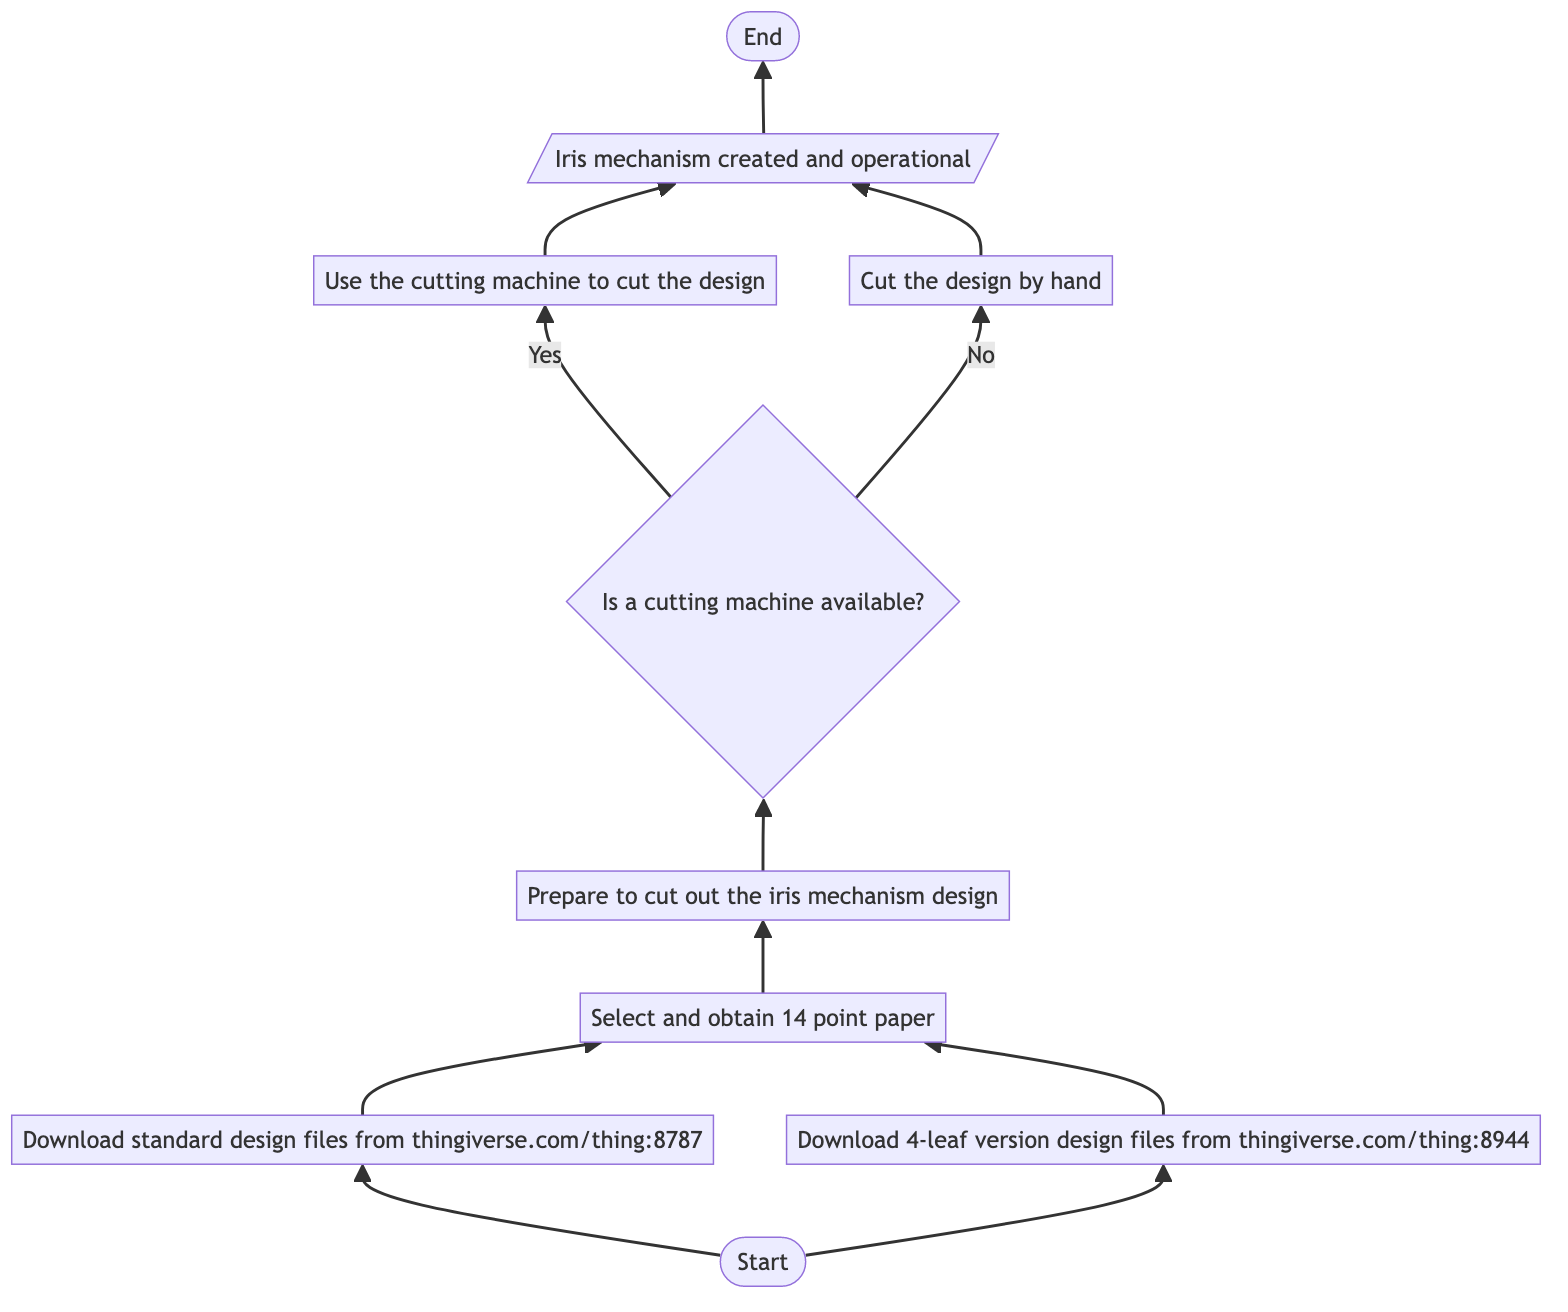 End
Iris mechanism created and operational
Use the cutting machine to cut the design
Cut the design by hand
Yes
No
Is a cutting machine available?
Prepare to cut out the iris mechanism design
Select and obtain 14 point paper
Download standard design files from thingiverse.com/thing:8787
Download 4-leaf version design files from thingiverse.com/thing:8944
Start